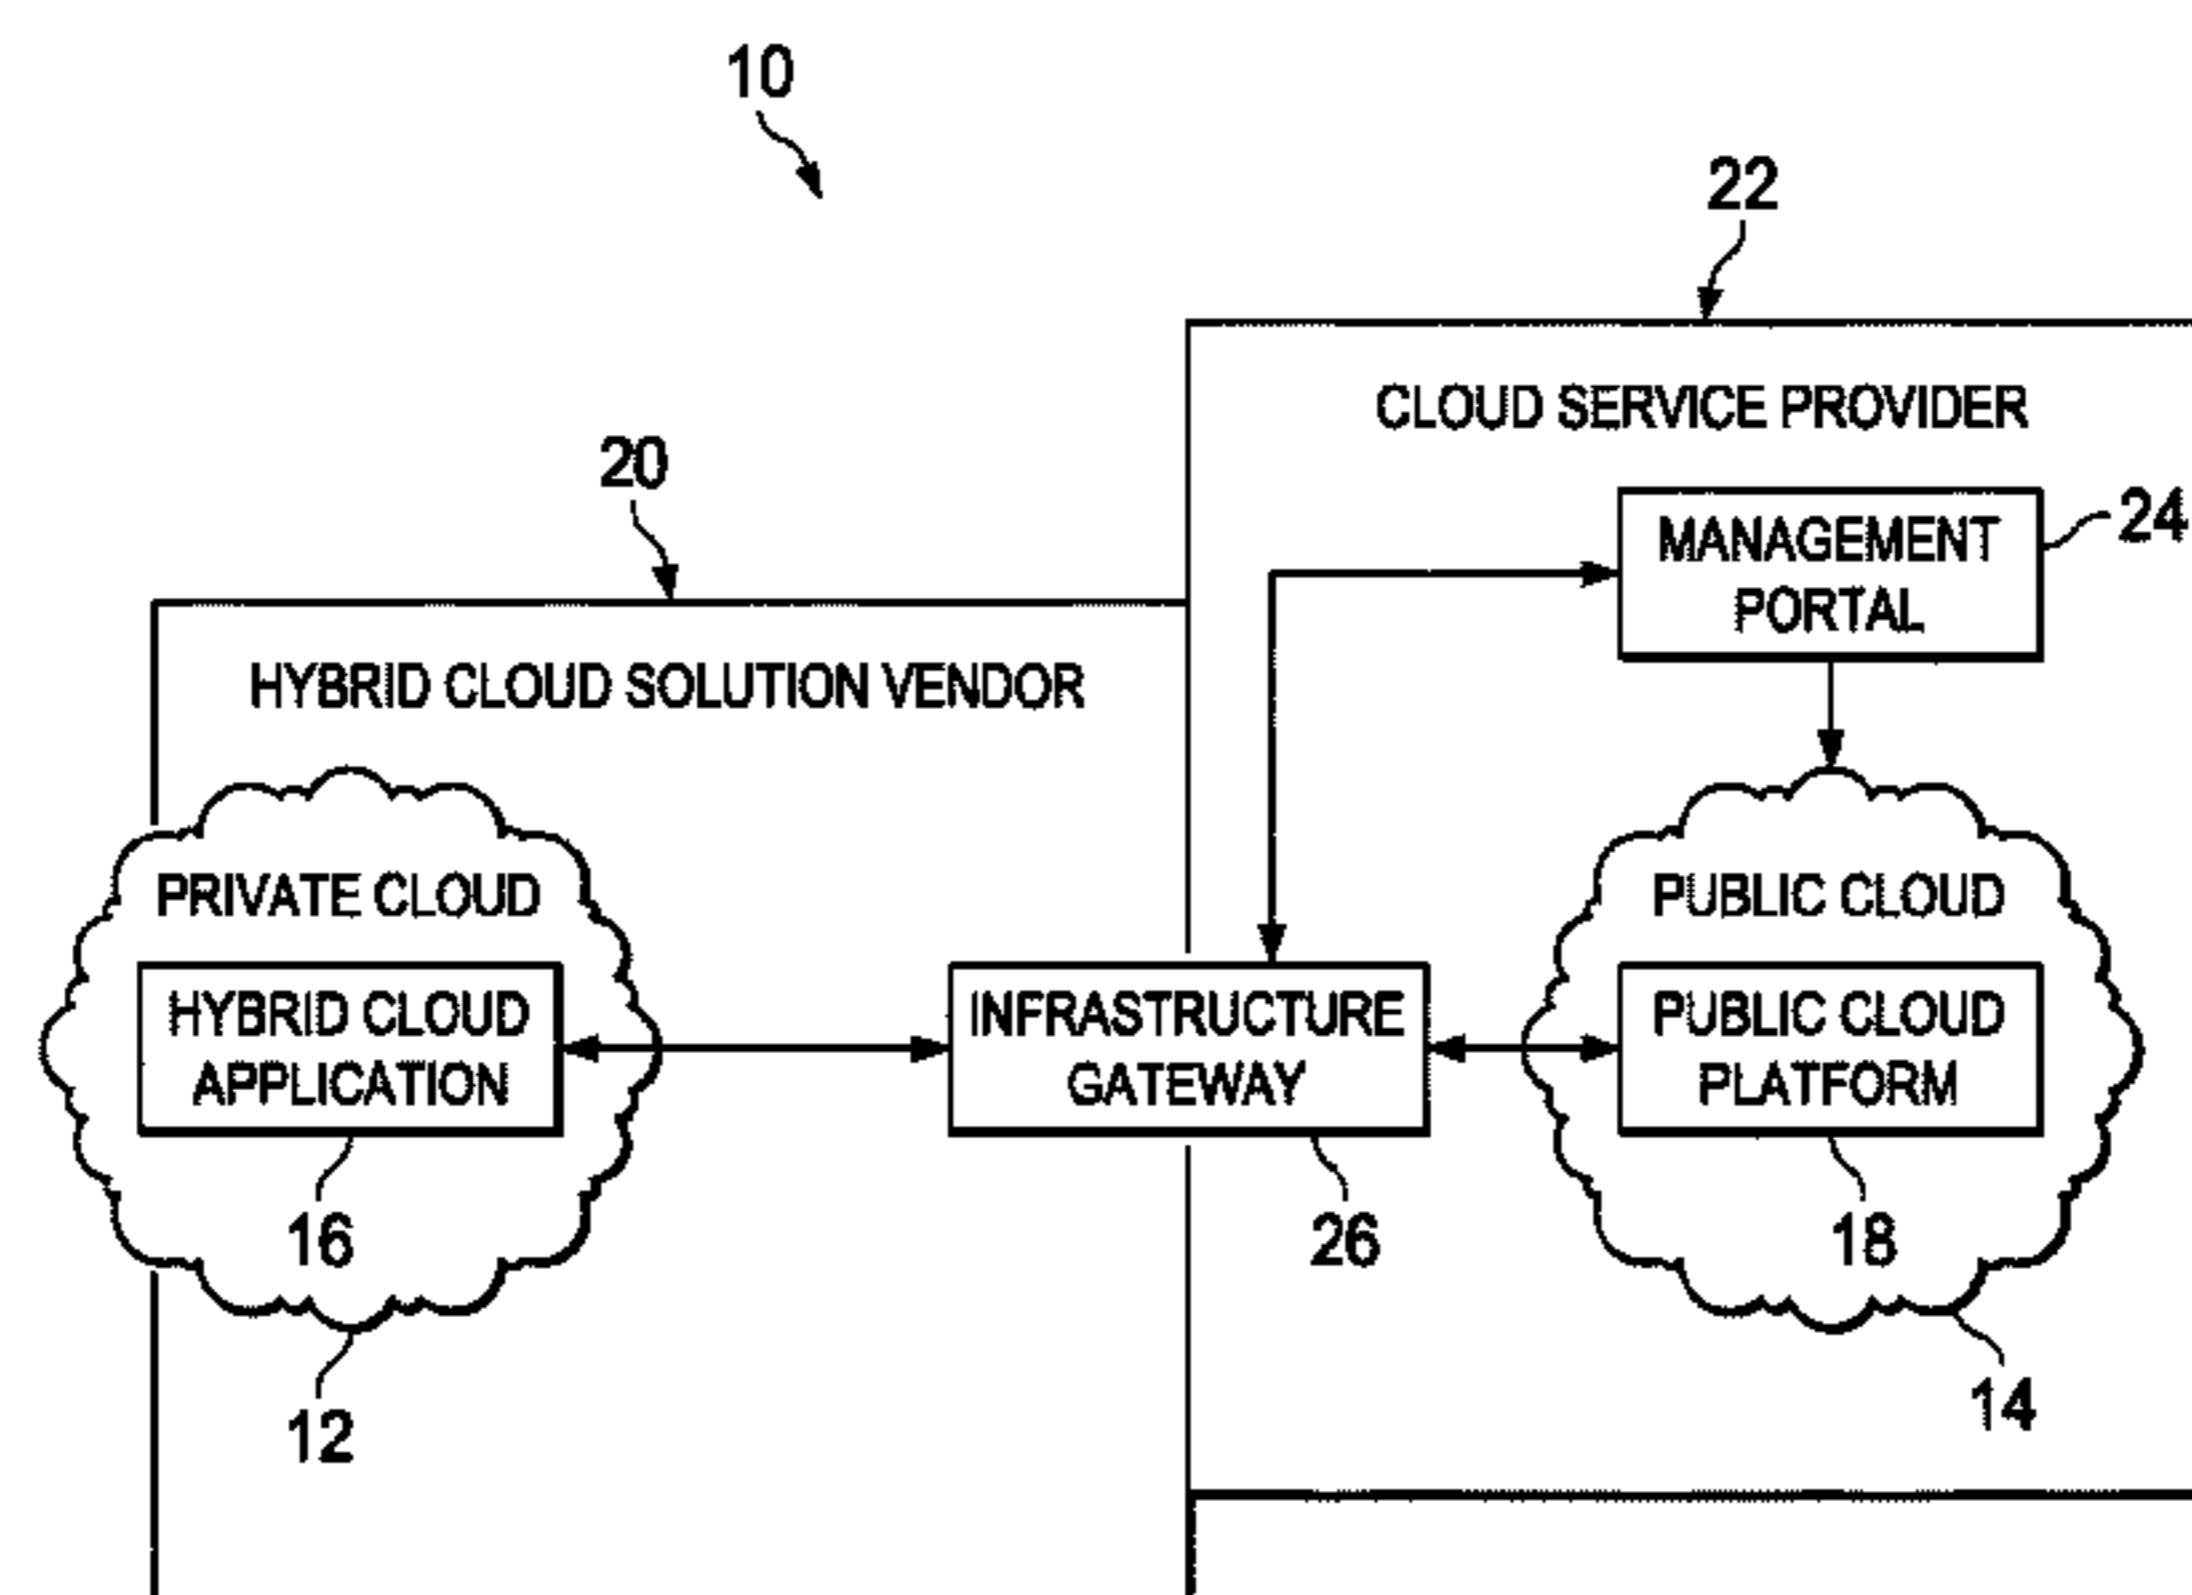 10
22
CLOUD SERVICE PROVIDER
20
MANAGEMENT
PORTAL
24
HYBRID CLOUD SOLUTION VENDOR
PRIVATE CLOUD
HYBRID CLOUD
APPLICATION
16
12
INFRASTRUCTURE
GATEWAY
26
PUBLIC CLOUD
PUBLIC CLOUD
PLATFORM
18
14